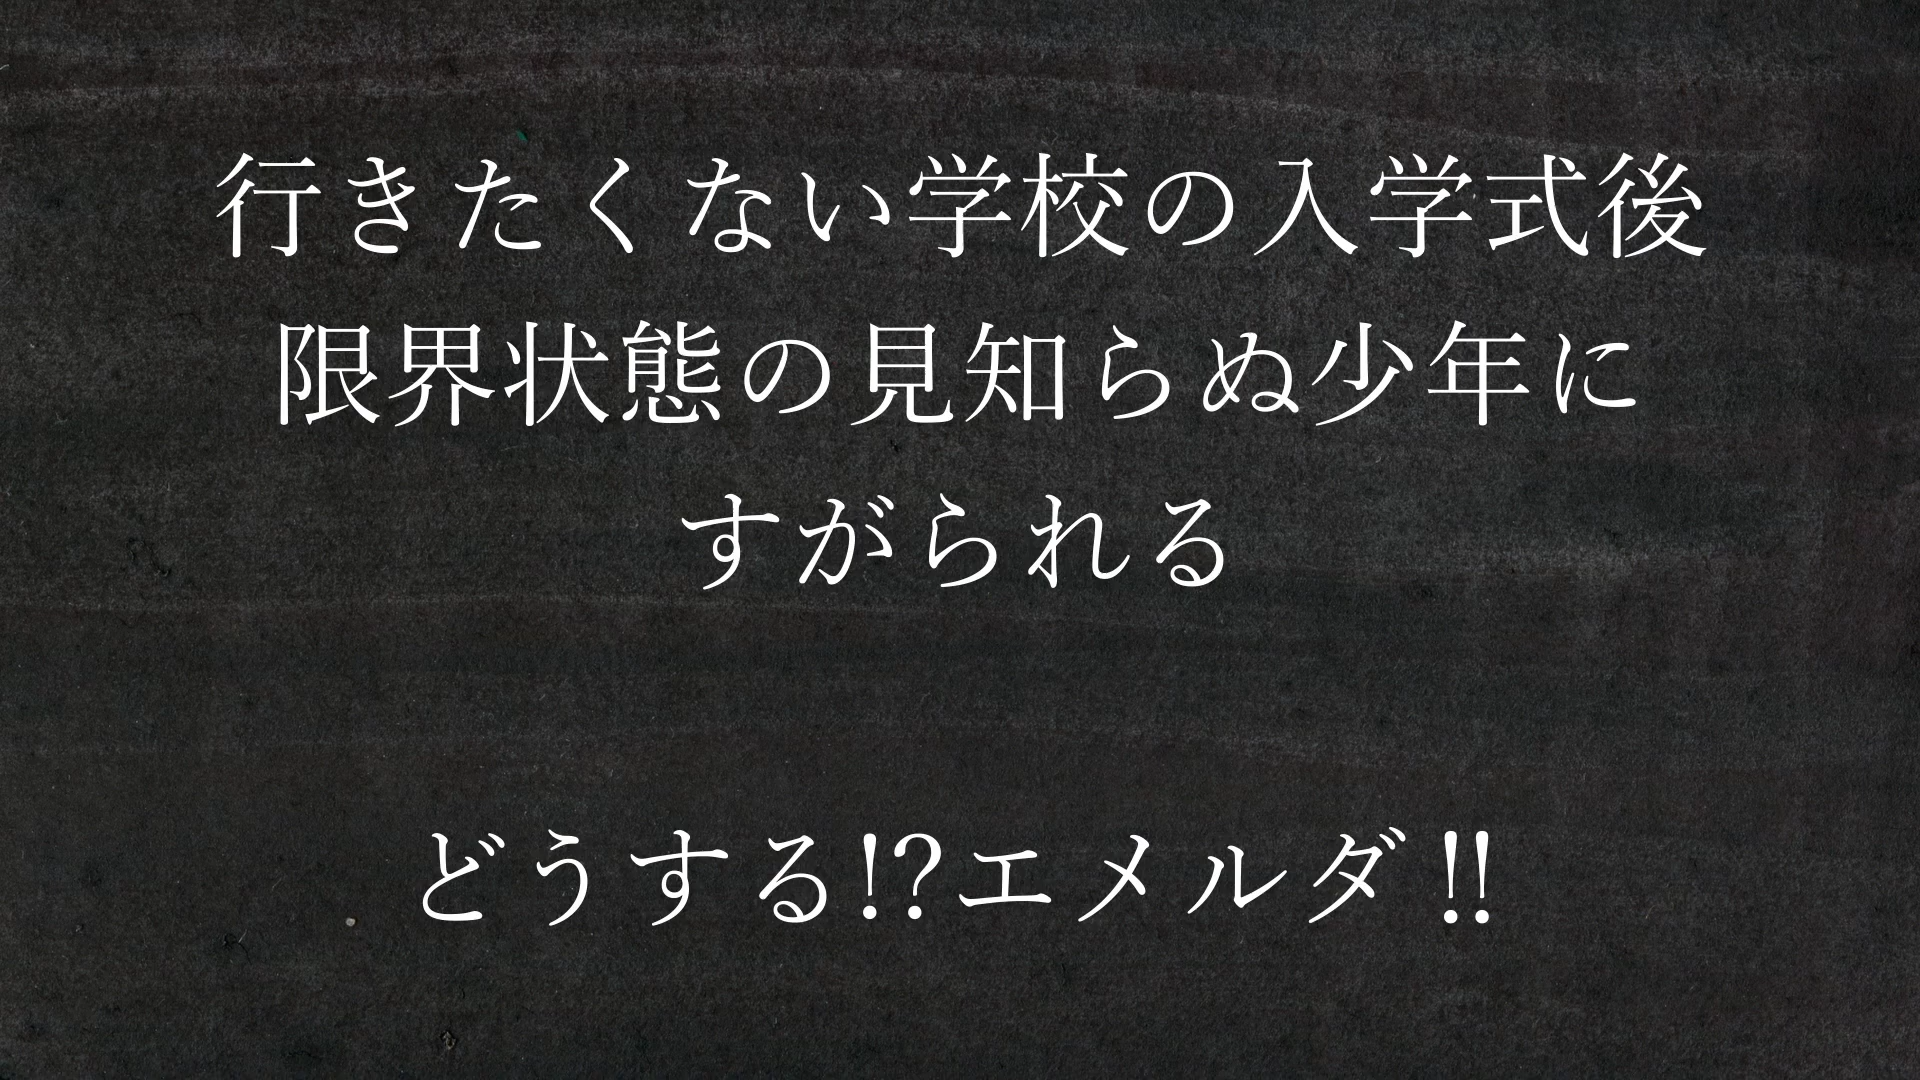 行きたくない学校の入学式後
限界状態の見知らぬ少年に
すがられる
どうする!?エメルダ!!